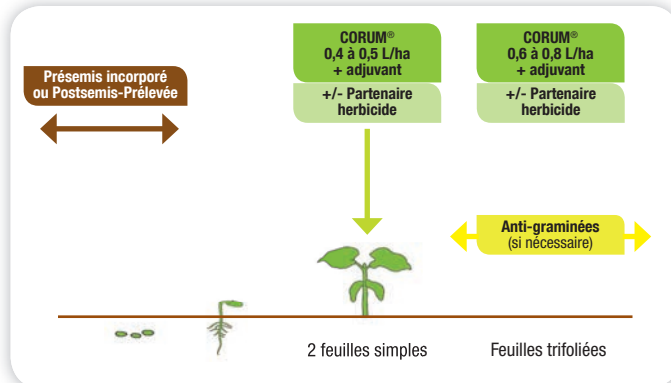 Présemis incorporé
ou Postsemis-Prélevée
CORUM®
0,4 à 0,5 L/ha
+ adjuvant
+/- Partenaire
herbicide
CORUM®
0,6 à 0,8 L/ha
+ adjuvant
+/- Partenaire
herbicide
Anti-graminées
(si nécessaire)
2 feuilles simples
Feuilles trifoliées